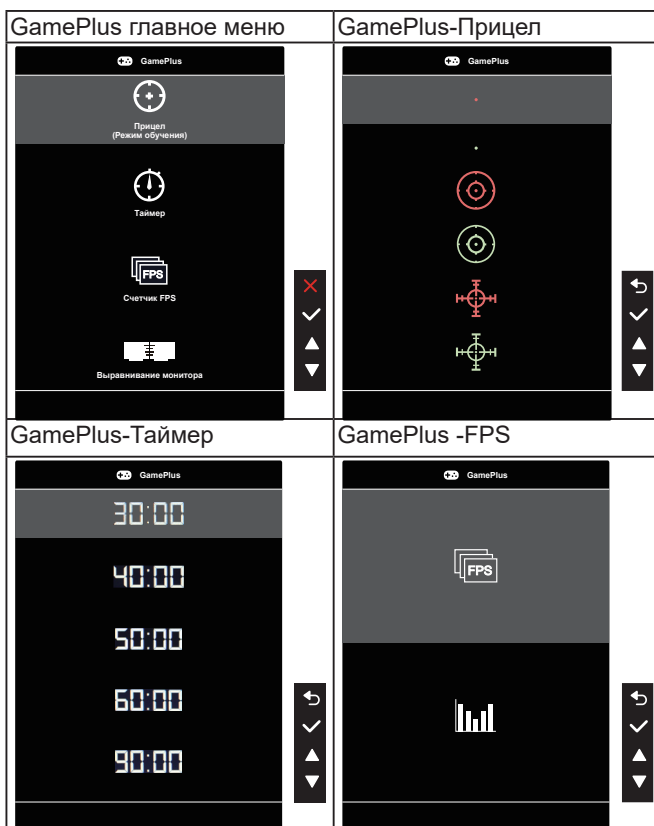 GamePlus главное меню
GamePlus-Прицел
GamePlus
Прицел
(Режим обучения)
Таймер
FPS
Счетчик FPS
Выравнивание монитора
GamePlus
GamePlus-Таймер
GamePlus -FPS
GamePlus
30:00
40:00
50:00
60:00
90:00
GamePlus
FPS